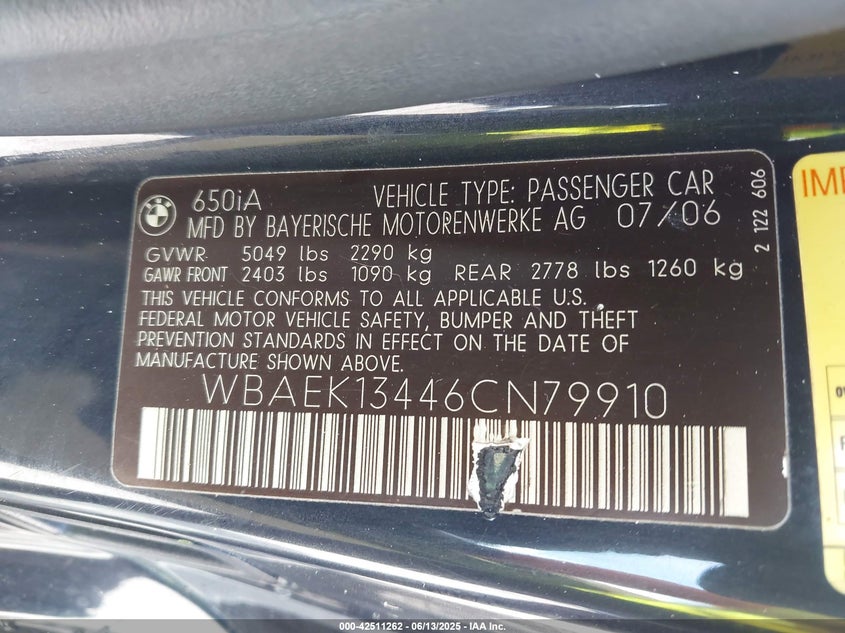 650iA VEHICLE TYPE: PASSENGER CAR
MFD BY BAYERISCHE MOTORENWERKE AG 07/06
GVWR 5049 lbs 2290 kg
GAWR FRONT 2403 lbs 1090 kg REAR 2778 lbs 1260 kg
THIS VEHICLE CONFORMS TO ALL APPLICABLE U.S.
FEDERAL MOTOR VEHICLE SAFETY, BUMPER AND THEFT
PREVENTION STANDARDS IN EFFECT ON THE DATE OF
MANUFACTURE SHOWN ABOVE.
WBAEK13446CN79910
2 122 606
BMW
000-42511262 - 06/13/2025 - IAA Inc.